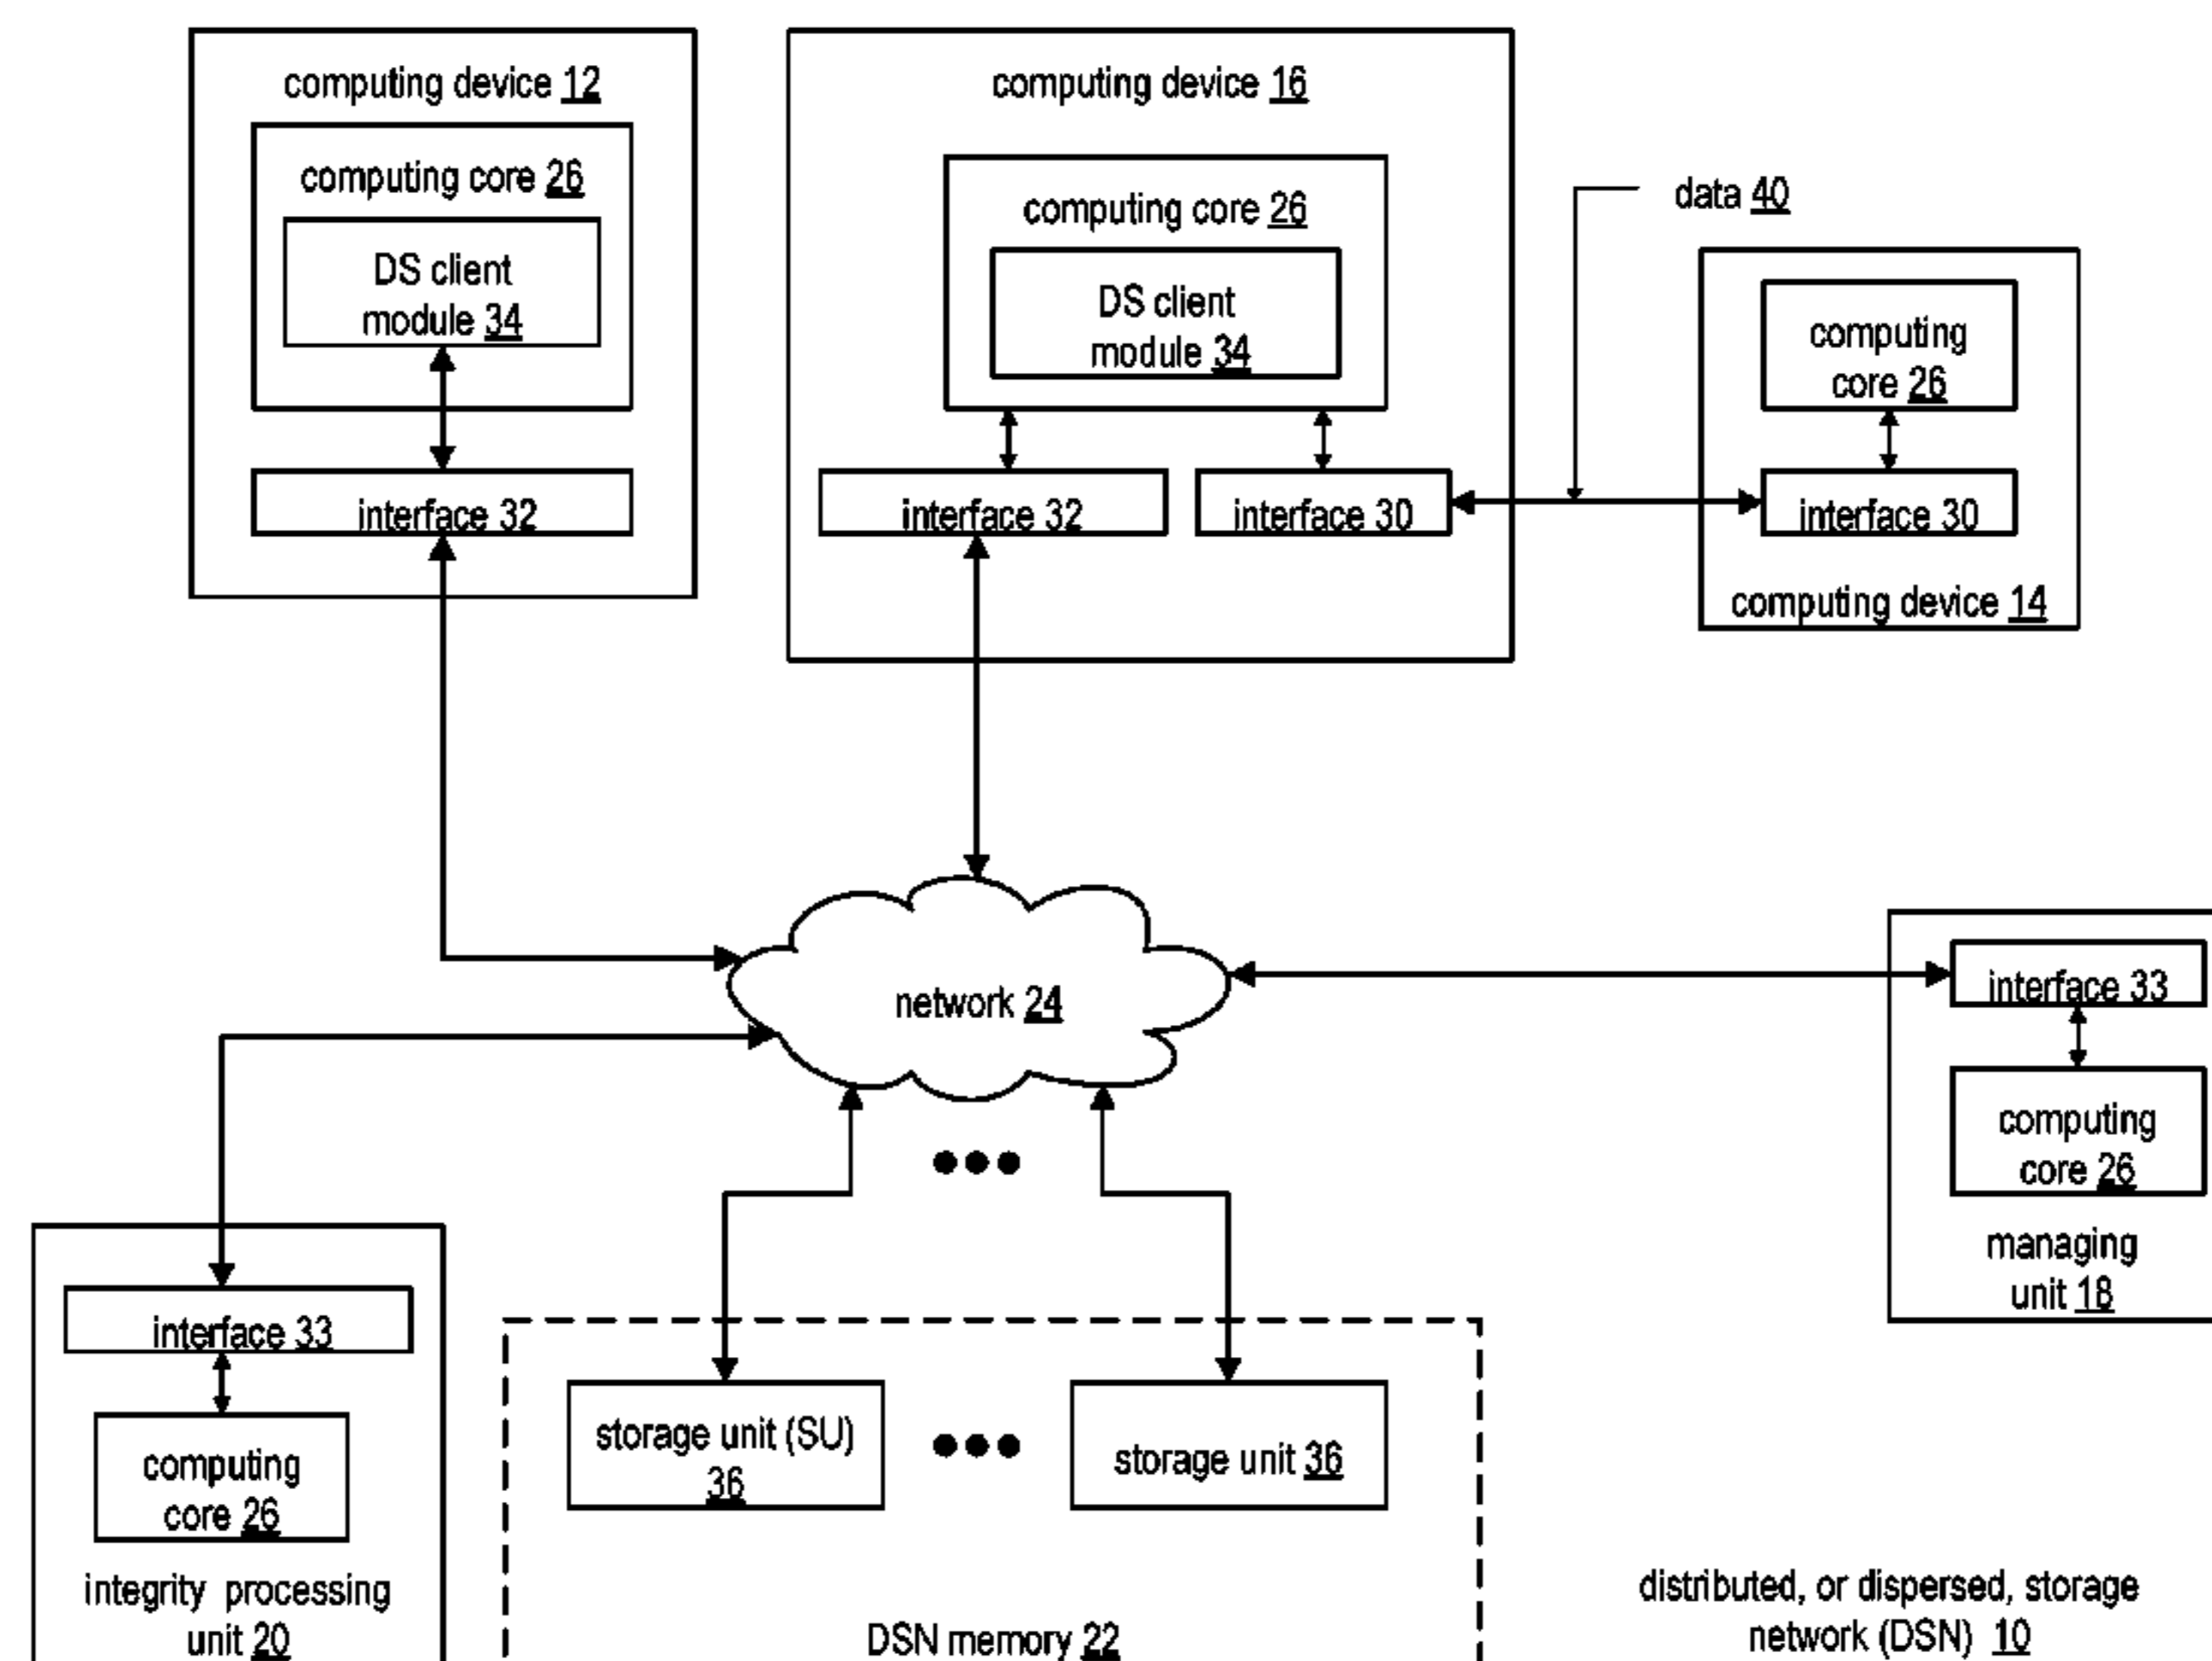 computing device 12
computing core 26
DS client
module 34
interface 32
computing device 16
computing core 26
DS client
module 34
interface 32
interface 30
data 40
computing
core 26
interface 30
computing device 14
network 24
interface 33
computing
core 26
managing
unit 18
interface 33
computing
core 26
integrity processing
unit 20
storage unit (SU)
36
storage unit 36
DSN memory 22
distributed, or dispersed, storage
network (DSN) 10